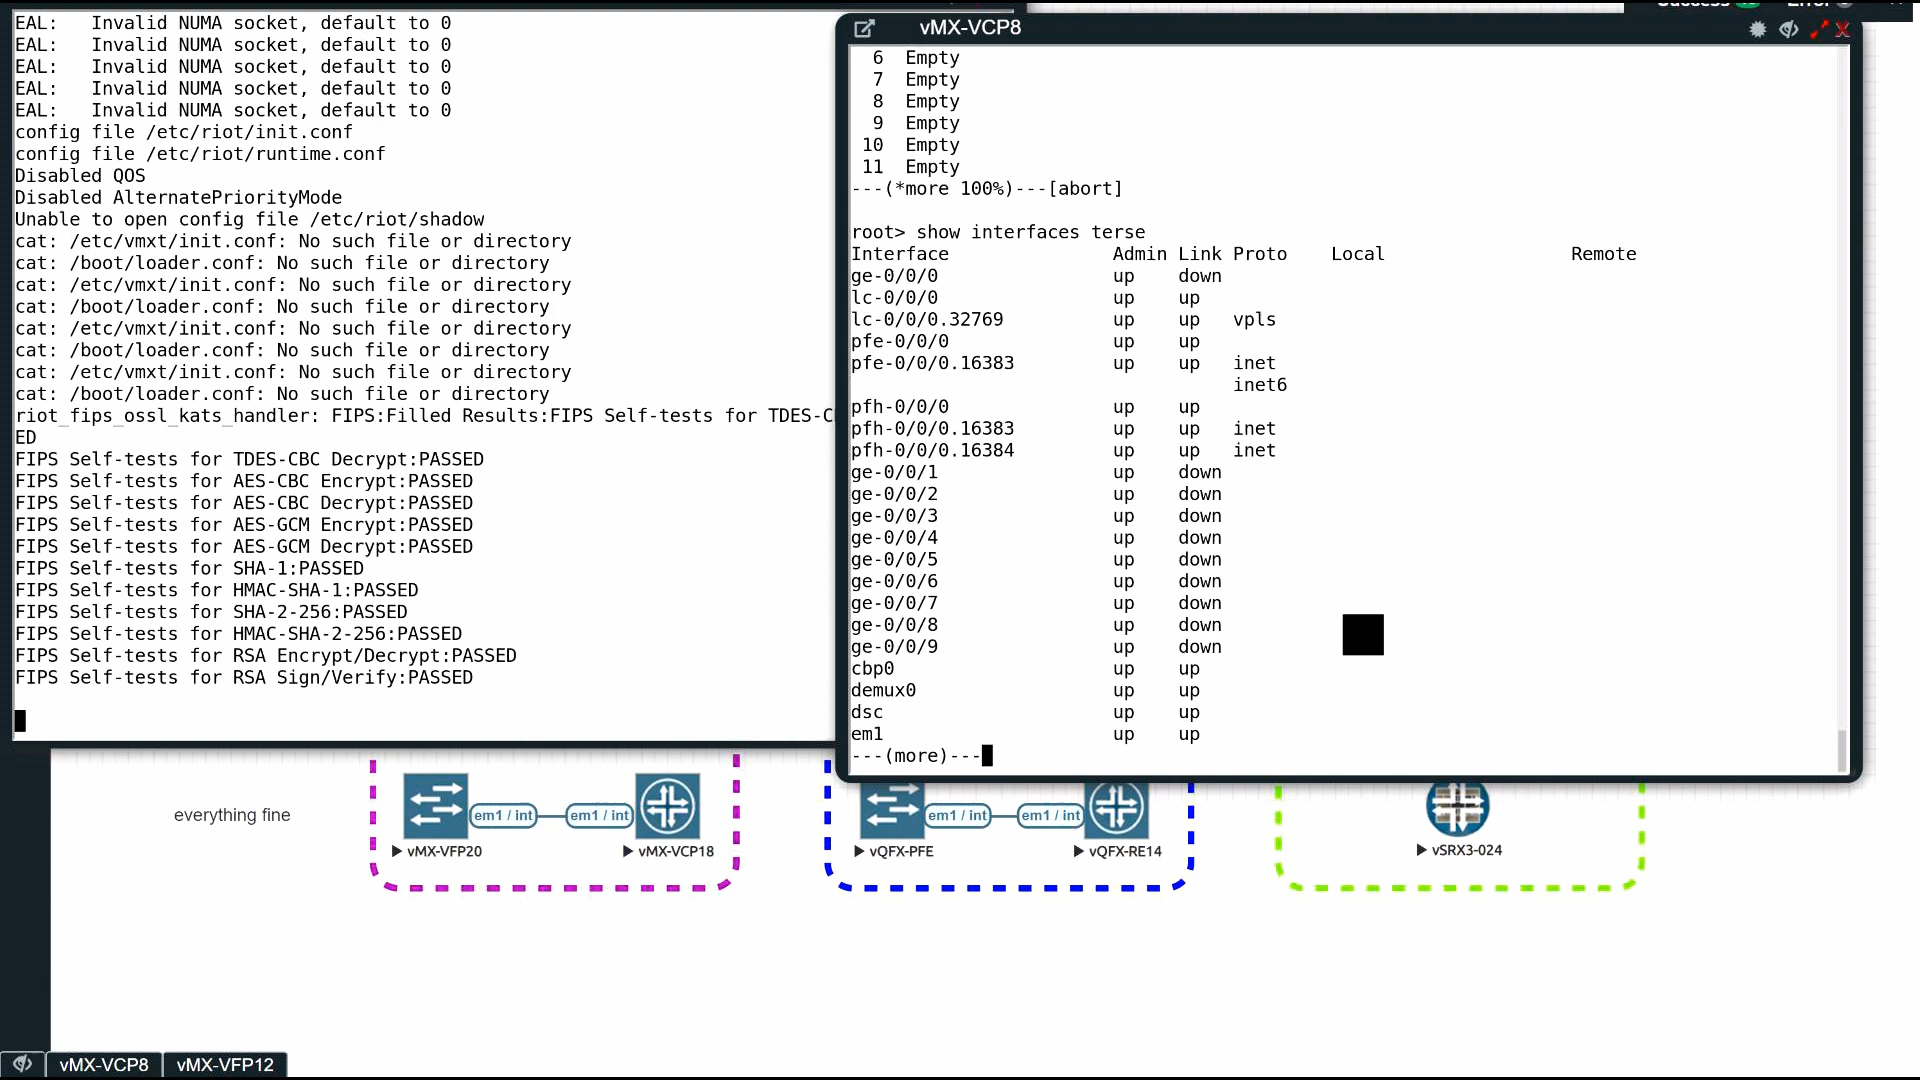 EAL:   Invalid NUMA socket, default to 0
EAL:   Invalid NUMA socket, default to 0
EAL:   Invalid NUMA socket, default to 0
EAL:   Invalid NUMA socket, default to 0
EAL:   Invalid NUMA socket, default to 0
config file /etc/riot/init.conf
config file /etc/riot/runtime.conf
Disabled QOS
Disabled AlternatePriorityMode
Unable to open config file /etc/riot/shadow
cat: /etc/vmxt/init.conf: No such file or directory
cat: /boot/loader.conf: No such file or directory
cat: /etc/vmxt/init.conf: No such file or directory
cat: /boot/loader.conf: No such file or directory
cat: /etc/vmxt/init.conf: No such file or directory
cat: /boot/loader.conf: No such file or directory
cat: /etc/vmxt/init.conf: No such file or directory
cat: /boot/loader.conf: No such file or directory
riot_fips_ossl_kats_handler: FIPS:Filled Results:FIPS Self-tests for TDES-C
ED
FIPS Self-tests for TDES-CBC Decrypt:PASSED
FIPS Self-tests for AES-CBC Encrypt:PASSED
FIPS Self-tests for AES-CBC Decrypt:PASSED
FIPS Self-tests for AES-GCM Encrypt:PASSED
FIPS Self-tests for AES-GCM Decrypt:PASSED
FIPS Self-tests for SHA-1:PASSED
FIPS Self-tests for HMAC-SHA-1:PASSED
FIPS Self-tests for SHA-2-256:PASSED
FIPS Self-tests for HMAC-SHA-2-256:PASSED
FIPS Self-tests for RSA Encrypt/Decrypt:PASSED
FIPS Self-tests for RSA Sign/Verify:PASSED
vMX-VCP8
6  Empty
7  Empty
8  Empty
9  Empty
10  Empty
11  Empty
---(*more 100%)---[abort]
root> show interfaces terse
Interface               Admin Link Proto    Local                 Remote
ge-0/0/0                up    down
lc-0/0/0                up    up
lc-0/0/0.32769          up    up   vpls
pfe-0/0/0               up    up
pfe-0/0/0.16383         up    up   inet
inet6
pfh-0/0/0               up    up
pfh-0/0/0.16383         up    up   inet
pfh-0/0/0.16384         up    up   inet
ge-0/0/1                up    down
ge-0/0/2                up    down
ge-0/0/3                up    down
ge-0/0/4                up    down
ge-0/0/5                up    down
ge-0/0/6                up    down
ge-0/0/7                up    down
ge-0/0/8                up    down
ge-0/0/9                up    down
cbp0                    up    up
demux0                  up    up
dsc                     up    up
em1                     up    up
---(more)---
everything fine
em1 / int
em1 / int
vMX-VFP20
vMX-VCP18
em1 / int
em1 / int
vQFX-PFE
vQFX-RE14
vSRX3-024
vMX-VCP8
vMX-VFP12